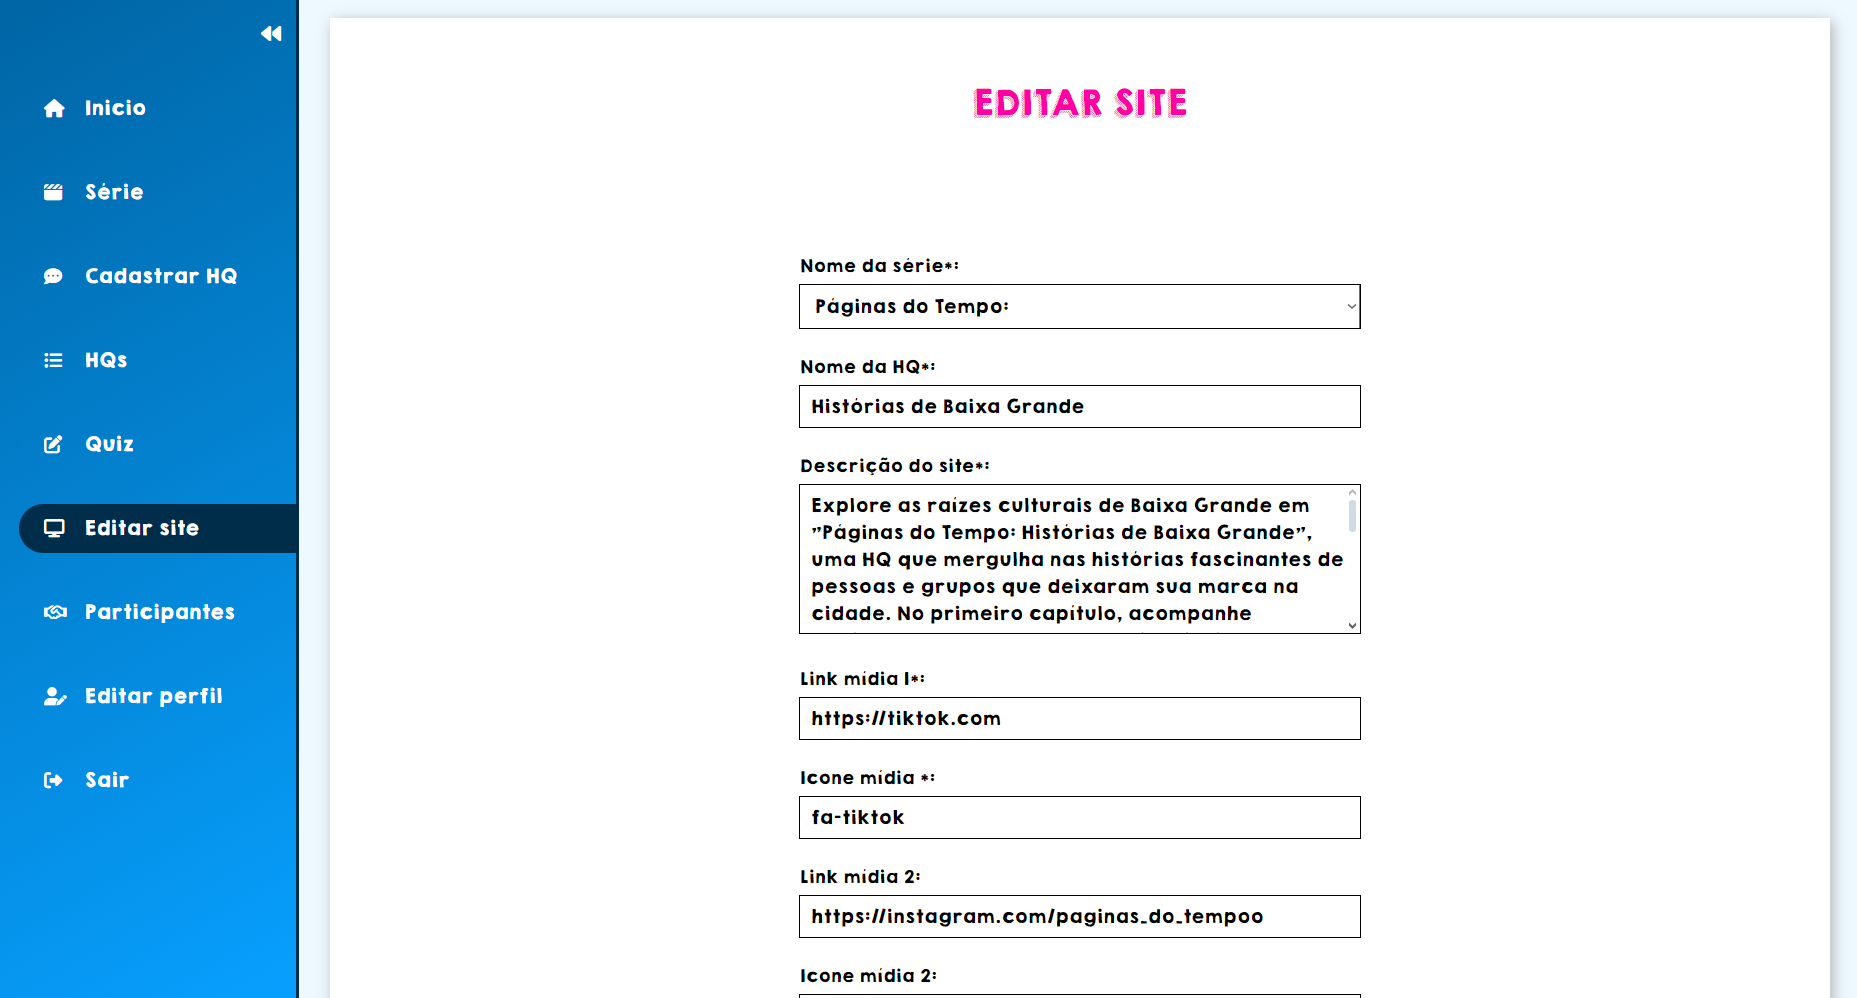 Inicio
Série
Cadastrar HQ
HQs
Quiz
Editar site
Participantes
Editar perfil
Sair
EDITAR SITE
Nome da série*:
Páginas do Tempo:
Nome da HQ*:
Histórias de Baixa Grande
Descrição do site*:
Explore as raízes culturais de Baixa Grande em
"Páginas do Tempo: Histórias de Baixa Grande",
uma HQ que mergulha nas histórias fascinantes de
pessoas e grupos que deixaram sua marca na
cidade. No primeiro capítulo, acompanhe
Link mídia 1*:
https://tiktok.com
Icone mídia *:
fa-tiktok
Link mídia 2:
https://instagram.com/paginas_do_tempoo
Icone mídia 2: